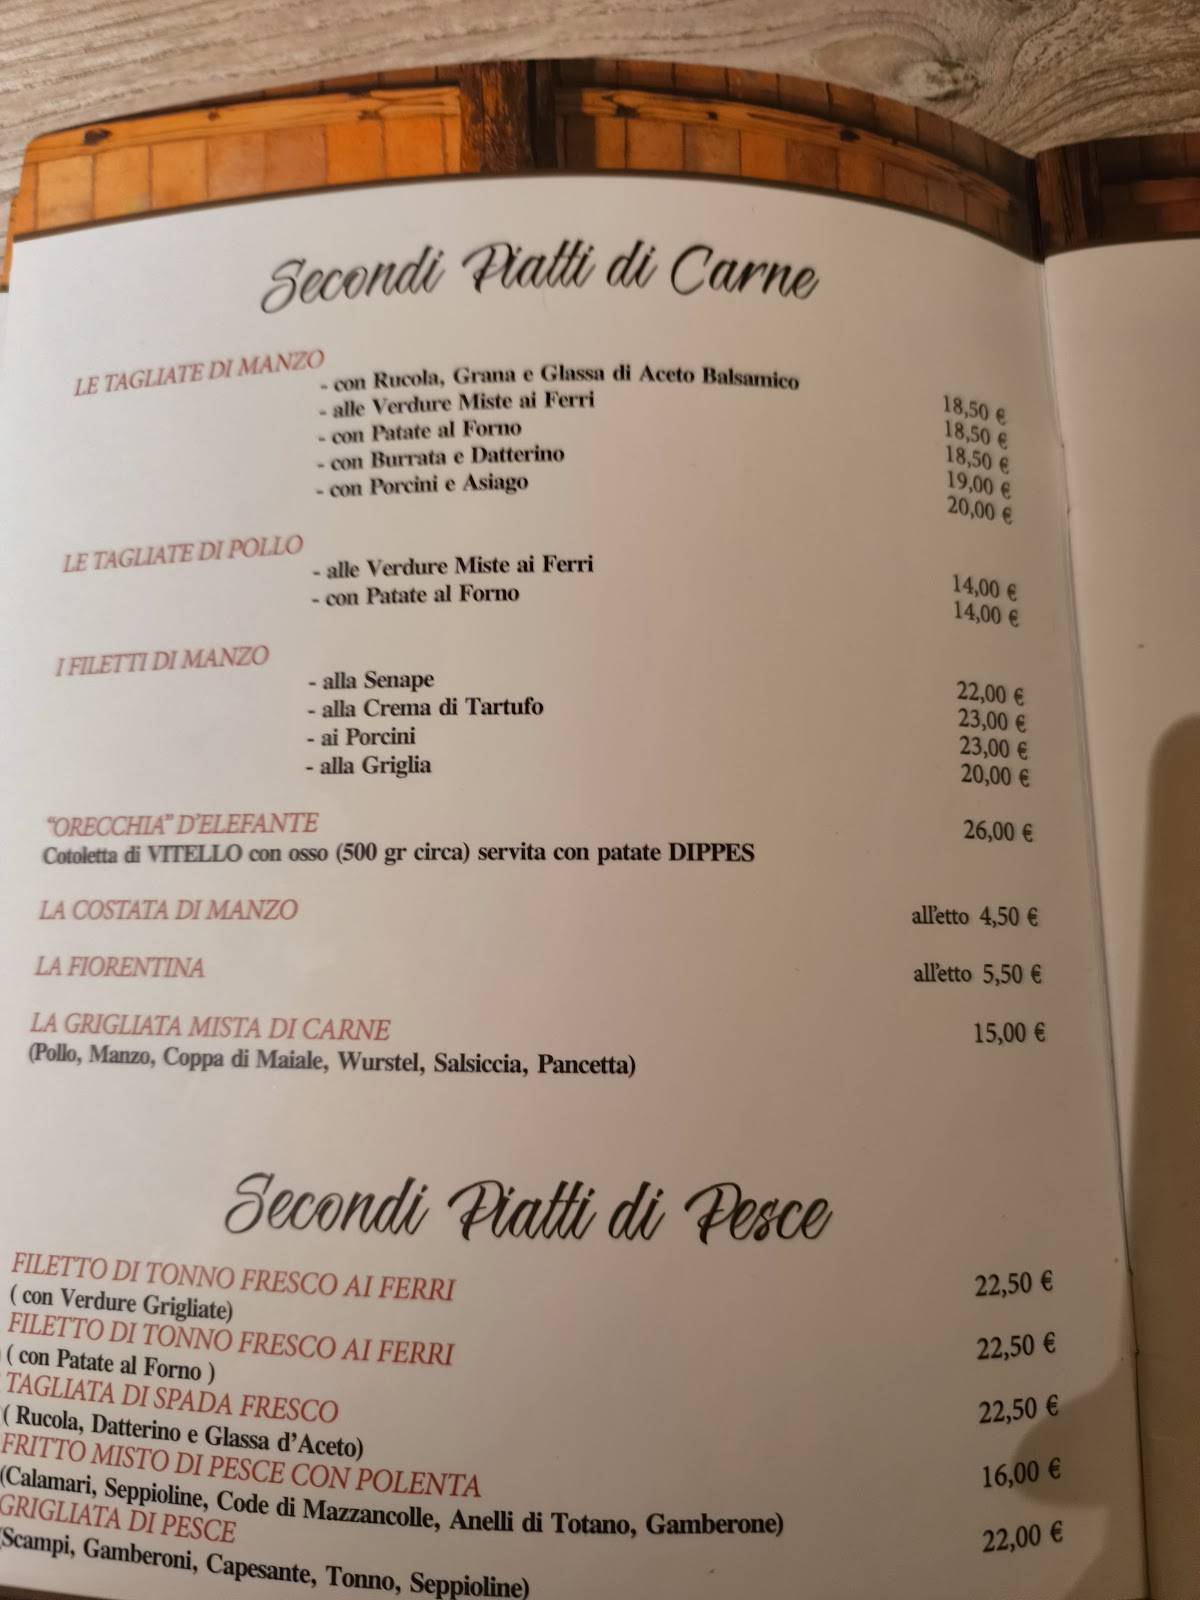 Secondi Piatti di Carne
LE TAGLIATE DI MANZO
- con Rucola, Grana e Glassa di Aceto Balsamico 18,50 €
- alle Verdure Miste ai Ferri 18,50 €
- con Patate al Forno 18,50 €
- con Burrata e Datterino 19,00 €
- con Porcini e Asiago 20,00 €
LE TAGLIATE DI POLLO
- alle Verdure Miste ai Ferri 14,00 €
- con Patate al Forno 14,00 €
I FILETTI DI MANZO
- alla Senape 22,00 €
- alla Crema di Tartufo 23,00 €
- ai Porcini 23,00 €
- alla Griglia 20,00 €
“ORECCHIA” D’ELEFANTE 26,00 €
Cotoletta di VITELLO con osso (500 gr circa) servita con patate DIPPES
LA COSTATA DI MANZO all’etto 4,50 €
LA FIORENTINA all’etto 5,50 €
LA GRIGLIATA MISTA DI CARNE 15,00 €
(Pollo, Manzo, Coppa di Maiale, Wurstel, Salsiccia, Pancetta)
Secondi Piatti di Pesce
FILETTO DI TONNO FRESCO AI FERRI 22,50 €
( con Verdure Grigliate)
FILETTO DI TONNO FRESCO AI FERRI 22,50 €
( con Patate al Forno )
TAGLIATA DI SPADA FRESCO 22,50 €
( Rucola, Datterino e Glassa d’Aceto)
FRITTO MISTO DI PESCE CON POLENTA 16,00 €
(Calamari, Seppioline, Code di Mazzancolle, Anelli di Totano, Gamberone)
GRIGLIATA DI PESCE 22,00 €
(Scampi, Gamberoni, Capesante, Tonno, Seppioline)